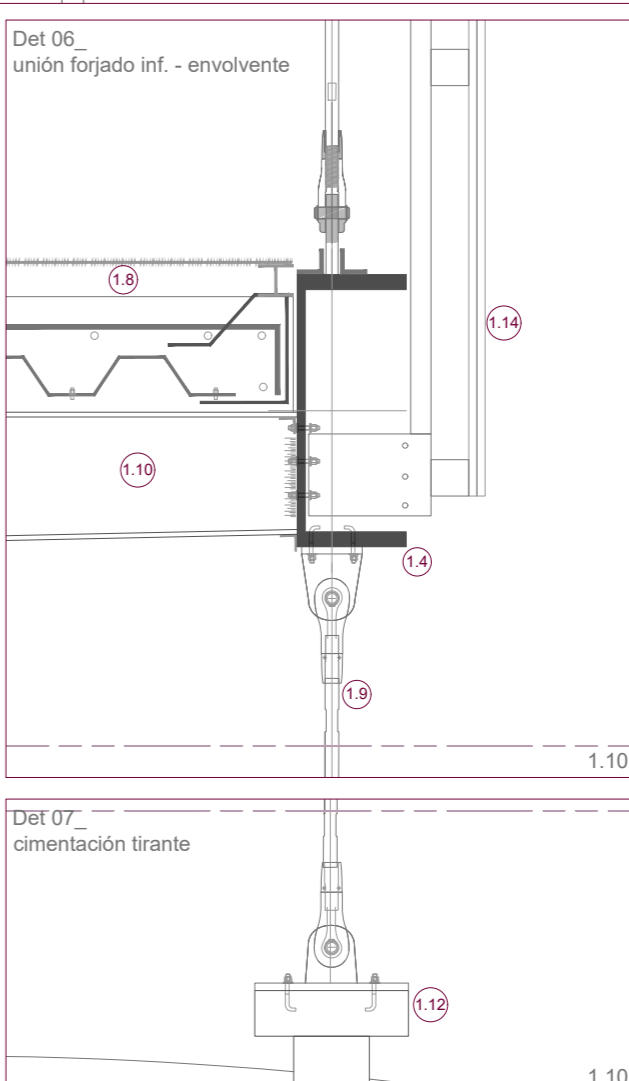 Det 06_
unión forjado inf. - envolvente
1.8
1.14
1.10
1.4
1.9
1.10
Det 07_
cimentación tirante
1.12
1.10